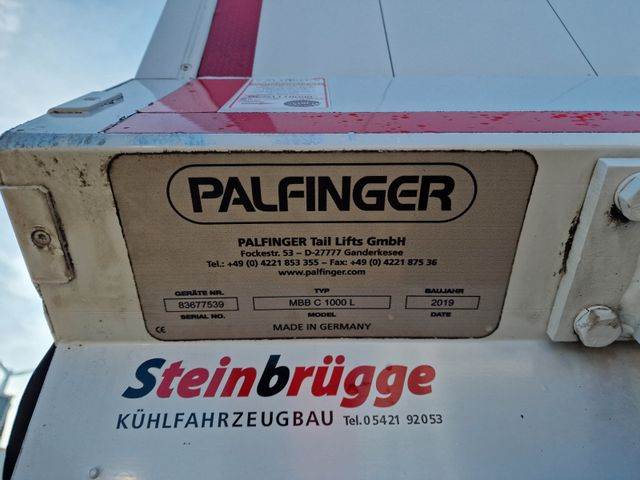 PALFINGER
PALFINGER Tail Lifts GmbH
Fockestr. 53 – D-27777 Ganderkesee
Tel.: +49 (0) 4221 853 355 – Fax: +49 (0) 4221 875 36
www.palfinger.com
GERÄTE NR. TYP BAUJAHR
83677539 MBB C 1000 L 2019
SERIAL NO. MODEL DATE
CE MADE IN GERMANY
Steinbrügge
KÜHLFAHRZEUGBAU Tel.05421 92053